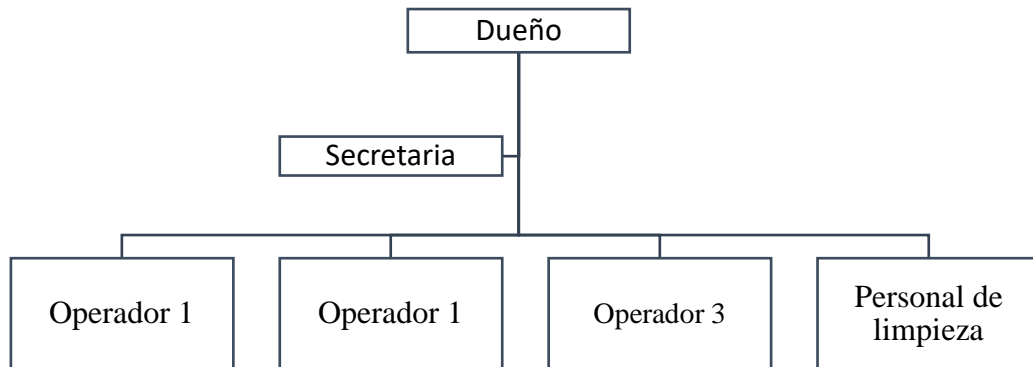 Dueño
Secretaria
Operador 1
Operador 1
Operador 3
Personal de
limpieza